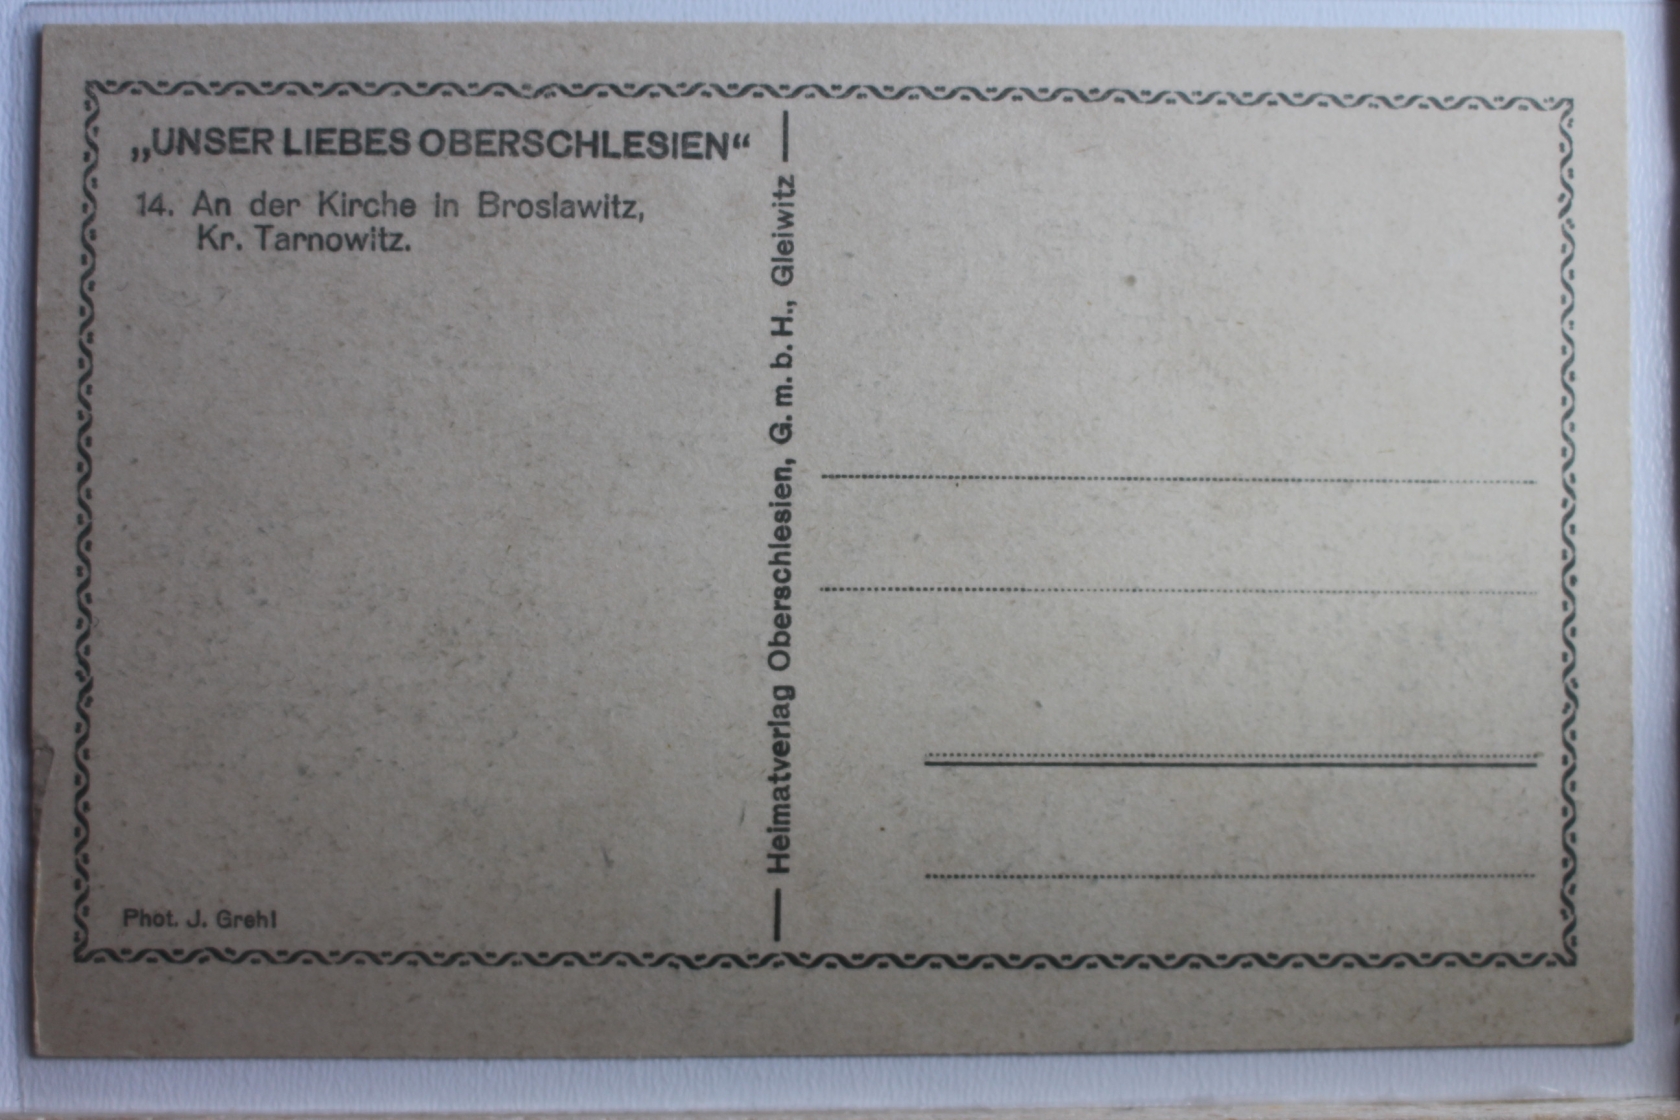 „UNSER LIEBES OBERSCHLESIEN“
14. An der Kirche in Broslawitz,
Kr. Tarnowitz.
Phot. J. Grehl
Heimatverlag Oberschlesien, G. m. b. H., Gleiwitz